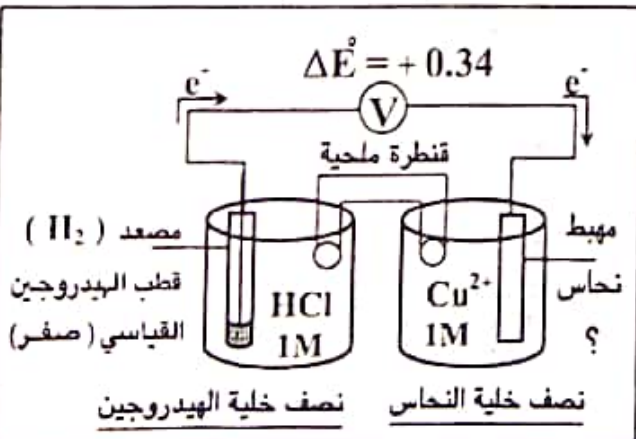 ΔE° = + 0.34
e⁻
e⁻
V
قنطرة ملحية
مصعد ( H₂ )
قطب الهيدروجين
القياسي ( صفر )
HCl
1M
Cu²⁺
1M
مهبط
نحاس
؟
نصف خلية النحاس
نصف خلية الهيدروجين